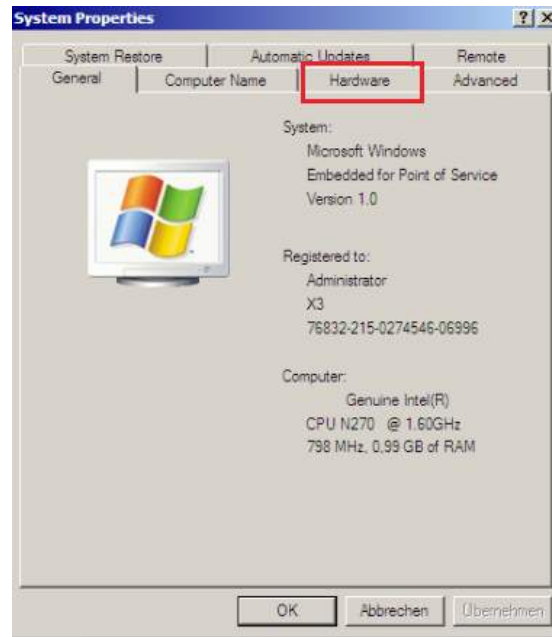 System Properties
System Restore
Automatic Updates
Remote
General
Computer Name
Hardware
Advanced
System:
Microsoft Windows
Embedded for Point of Service
Version 1.0
Registered to:
Administrator
X3
76832-215-0274546-06996
Computer:
Genuine Intel(R)
CPU N270 @ 1.60GHz
798 MHz, 0,99 GB of RAM
OK
Abbrechen
Übernehmen